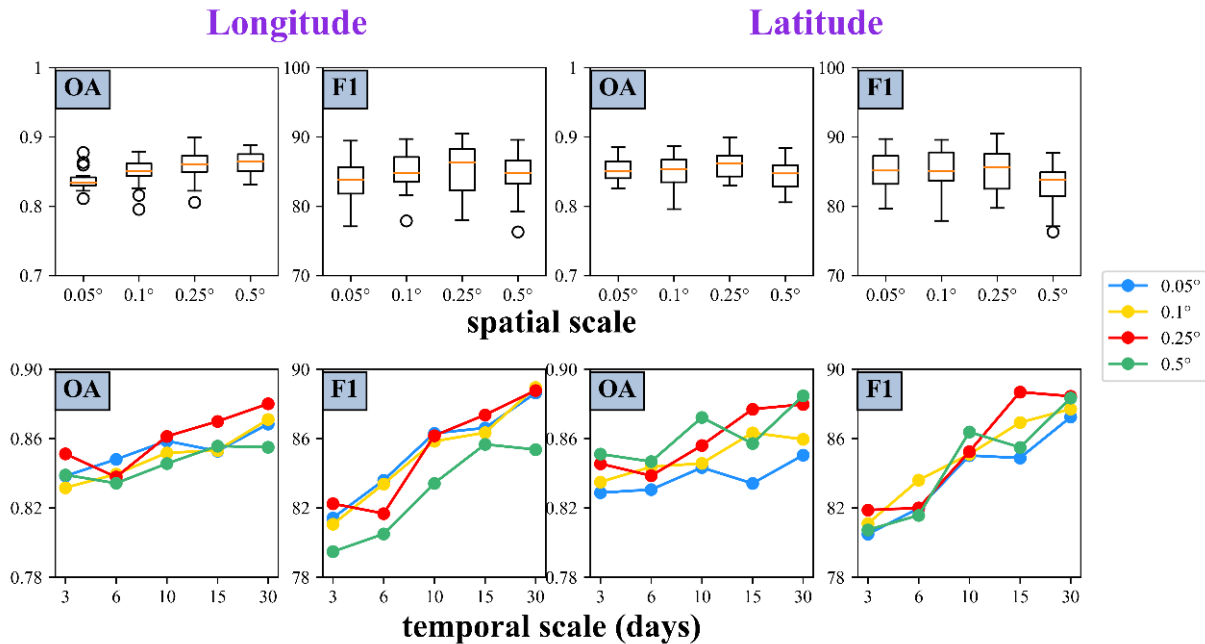 Longitude Latitude
OA F1 OA F1
1 100 1 100
0.9 90 0.9 90
0.8 80 0.8 80
0.7 70 0.7 70
0.05° 0.1° 0.25° 0.5° 0.05° 0.1° 0.25° 0.5° 0.05° 0.1° 0.25° 0.5° 0.05° 0.1° 0.25° 0.5°
spatial scale
0.05°
0.1°
0.25°
0.5°
OA F1 OA F1
0.90 90 0.90 90
0.86 86 0.86 86
0.82 82 0.82 82
0.78 78 0.78 78
3 6 10 15 30 3 6 10 15 30 3 6 10 15 30 3 6 10 15 30
temporal scale (days)